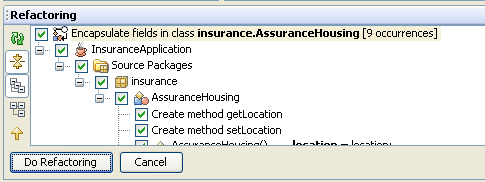 Refactoring
Encapsulate fields in class insurance.AssuranceHousing [9 occurrences]
InsuranceApplication
Source Packages
insurance
AssuranceHousing
Create method getLocation
Create method setLocation
AssuranceHousing() location = location;
Do Refactoring Cancel